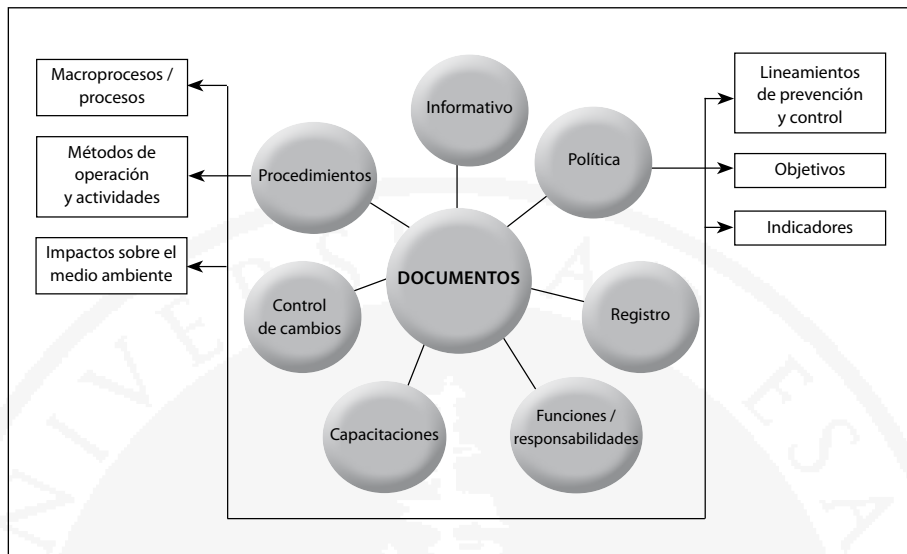 Macroprocesos /
procesos
Métodos de
operación
y actividades
Impactos sobre el
medio ambiente
Informativo
Procedimientos
Política
DOCUMENTOS
Control
de cambios
Registro
Capacitaciones
Funciones /
responsabilidades
Lineamientos
de prevención
y control
Objetivos
Indicadores